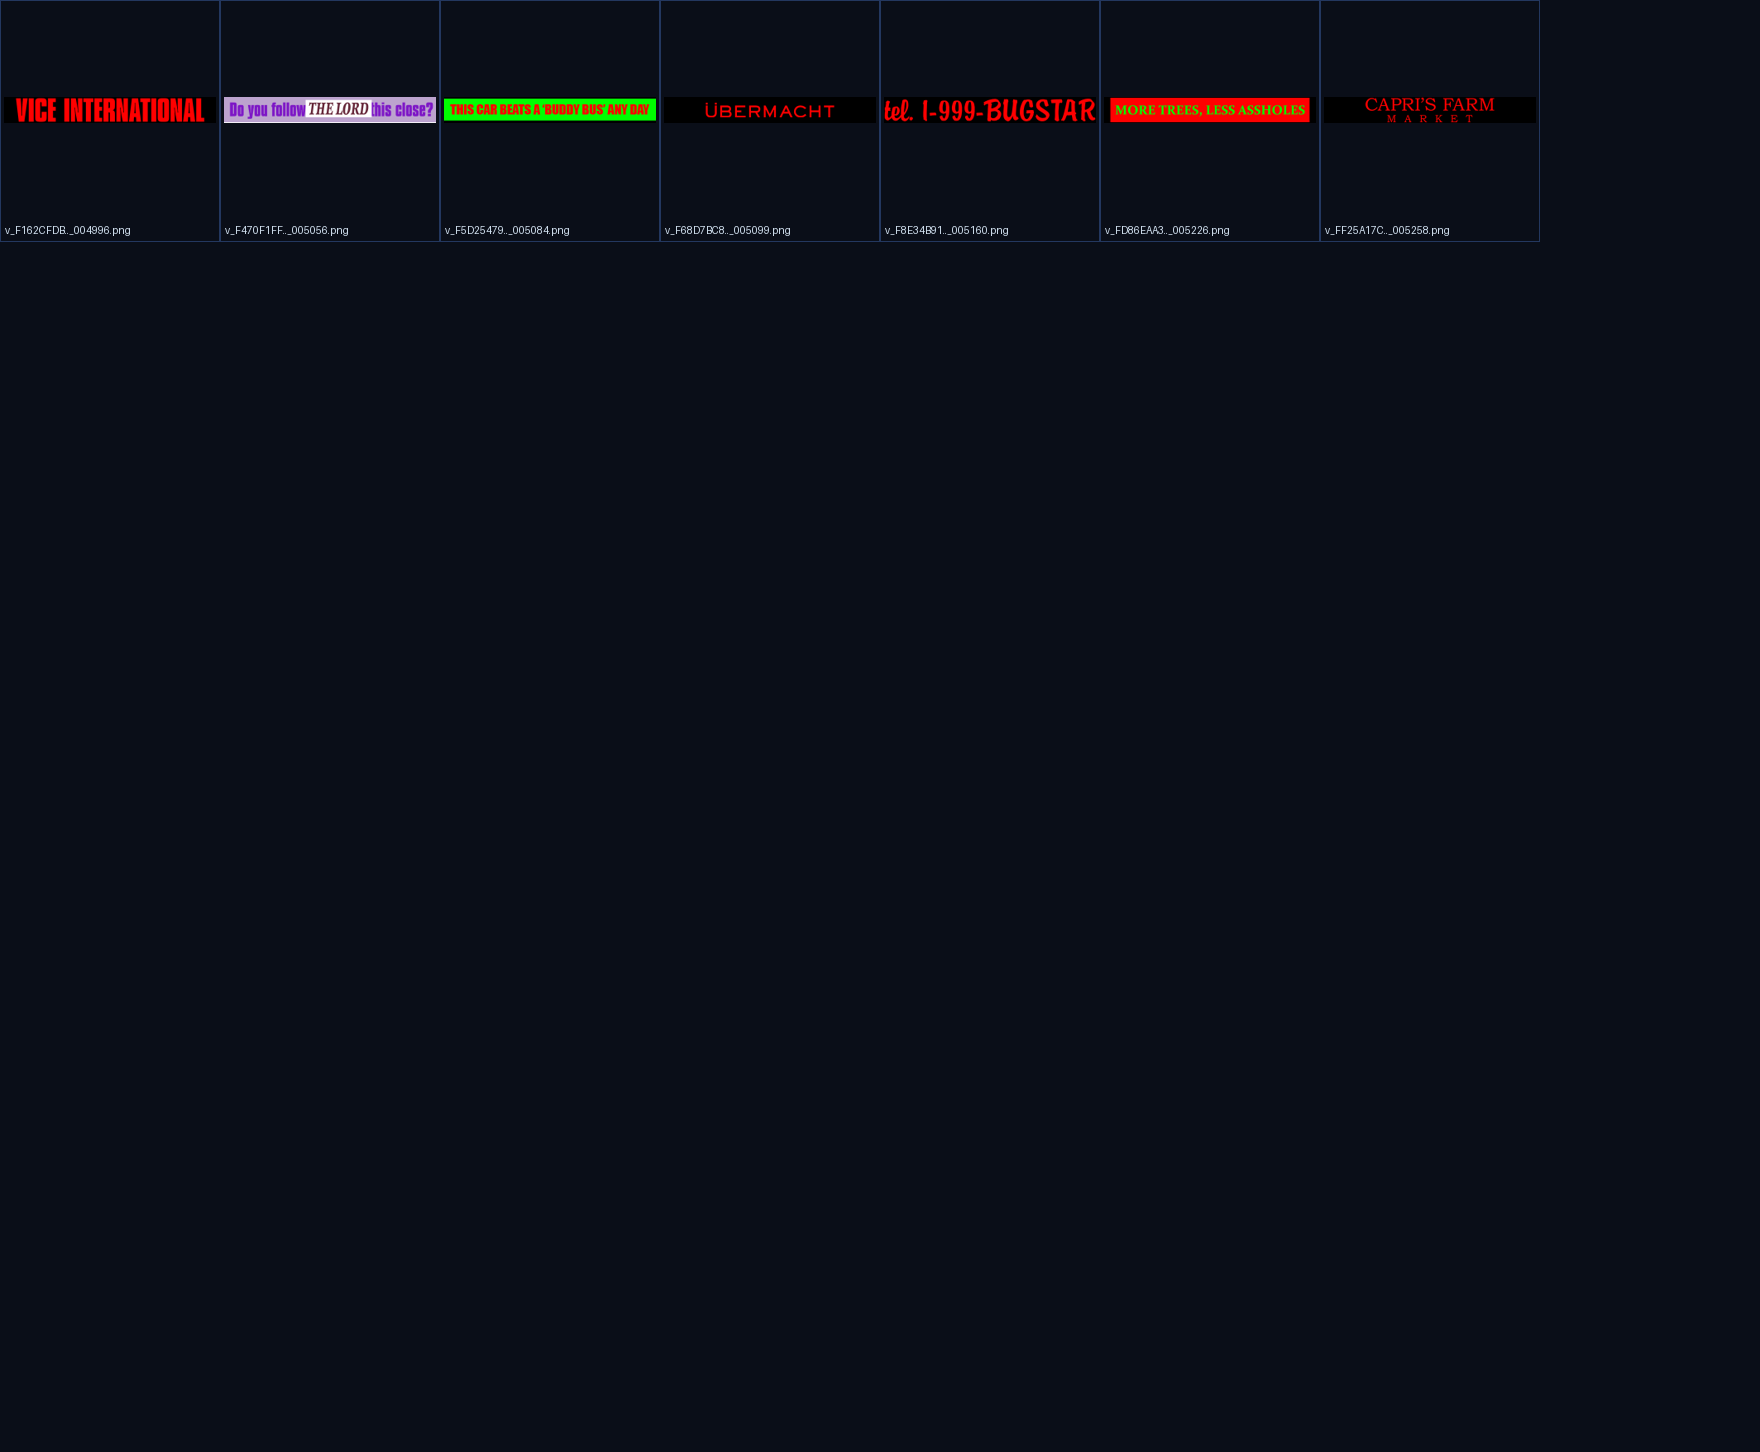 VICE INTERNATIONAL
Do you follow THE LORD this close?
THIS CAR BEATS A 'BUDDY BUS' ANY DAY
ÜBERMACHT
tel. 1-999-BUGSTAR
MORE TREES, LESS ASSHOLES
CAPRI'S FARM
MARKET
v_F162CFDB.._004996.png
v_F470F1FF.._005056.png
v_F5D25479.._005084.png
v_F68D7BC8.._005099.png
v_F8E34B91.._005160.png
v_FD86EAA3.._005226.png
v_FF25A17C.._005258.png